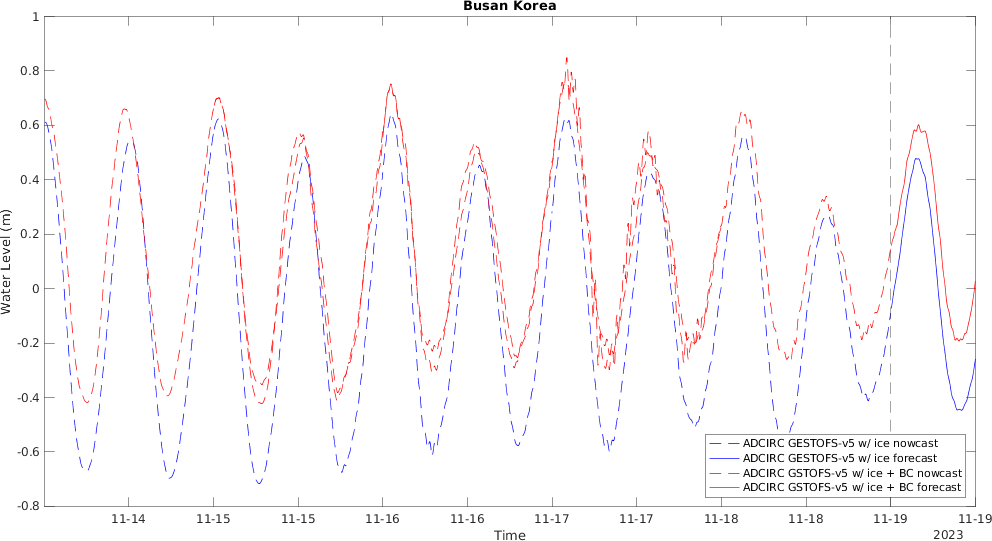 Busan Korea
1
0.8
0.6
0.4
0.2
0
-0.2
-0.4
-0.6
-0.8
Water Level (m)
ADCIRC GESTOFS-v5 w/ ice nowcast
ADCIRC GESTOFS-v5 w/ ice forecast
ADCIRC GSTOFS-v5 w/ ice + BC nowcast
ADCIRC GSTOFS-v5 w/ ice + BC forecast
11-14 11-15 11-15 11-16 11-16 11-17 11-17 11-18 11-18 11-19 11-19
Time
2023